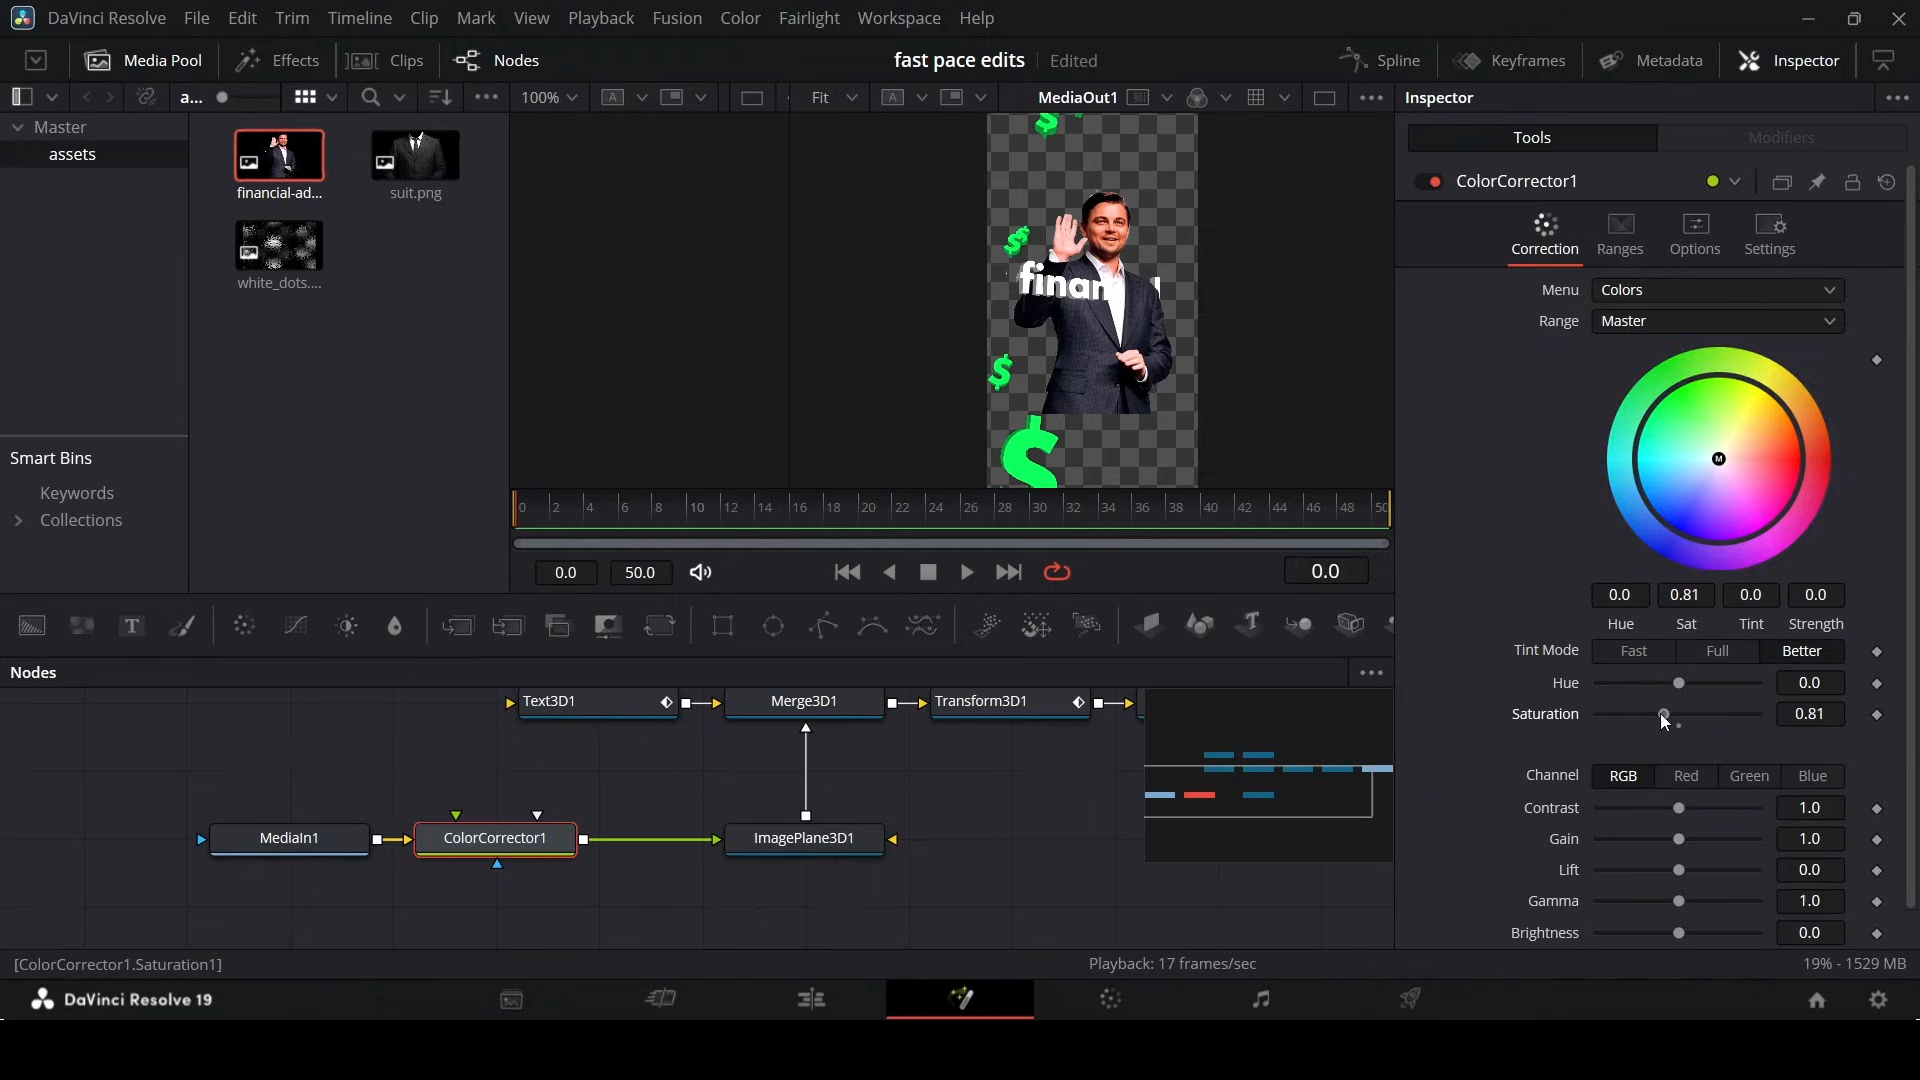 DaVinci Resolve File Edit Trim Timeline Clip Mark View Playback Fusion Color Fairlight Workspace Help
Media Pool Effects Clips Nodes fast pace edits Edited Spline Keyframes Metadata Inspector
a... 100% A Fit A MediaOut1 Inspector
Master
assets
financial-ad...
suit.png
white_dots....
Smart Bins
Keywords
Collections
$
$
finan
$
$
0 2 4 6 8 10 12 14 16 18 20 22 24 26 28 30 32 34 36 38 40 42 44 46 48 50
0.0 50.0 0.0
T T
Nodes
Text3D1 Merge3D1 Transform3D1
MediaIn1 ColorCorrector1 ImagePlane3D1
Tools Modifiers
ColorCorrector1
Correction Ranges Options Settings
Menu Colors
Range Master
M
0.0 0.81 0.0 0.0
Hue Sat Tint Strength
Tint Mode Fast Full Better
Hue 0.0
Saturation 0.81
Channel RGB Red Green Blue
Contrast 1.0
Gain 1.0
Lift 0.0
Gamma 1.0
Brightness 0.0
[ColorCorrector1.Saturation1] Playback: 17 frames/sec 19% - 1529 MB
DaVinci Resolve 19